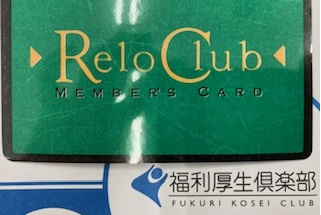 Relo Club
MEMBER'S CARD
福利厚生倶楽部
FUKURI KOSEI CLUB